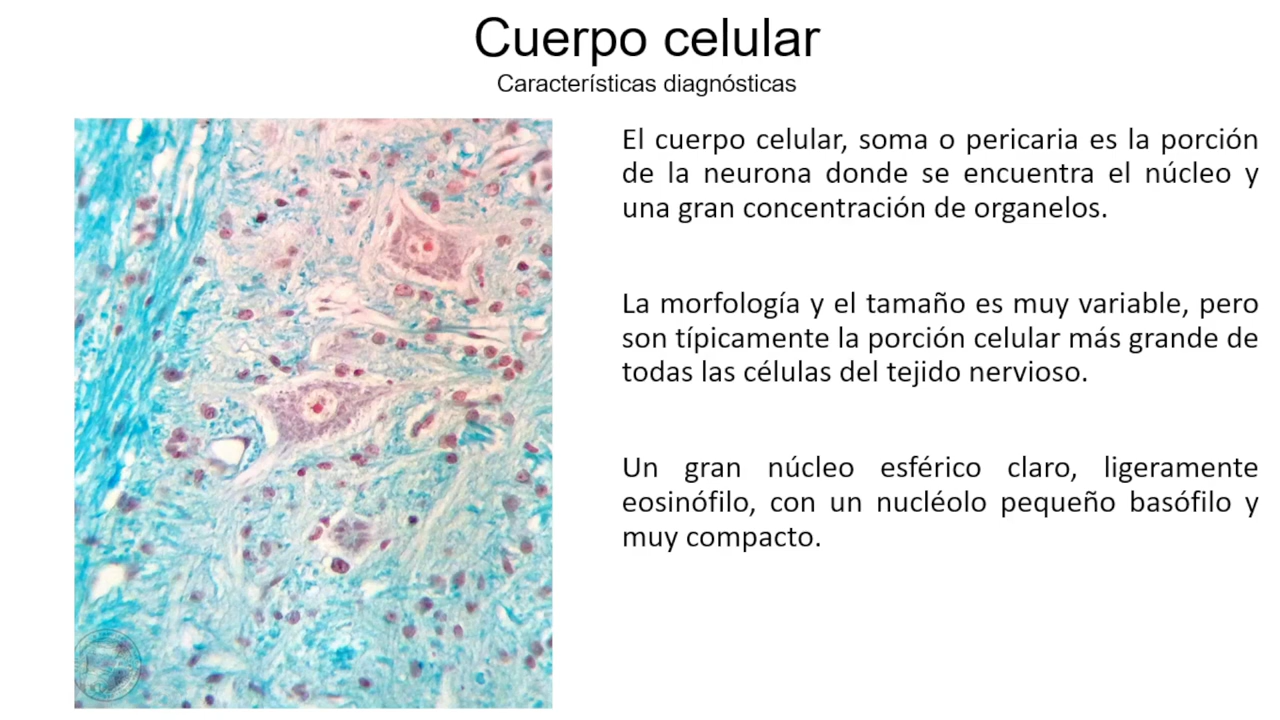 Cuerpo celular
Características diagnósticas
El cuerpo celular, soma o pericaria es la porción
de la neurona donde se encuentra el núcleo y
una gran concentración de organelos.
La morfología y el tamaño es muy variable, pero
son típicamente la porción celular más grande de
todas las células del tejido nervioso.
Un gran núcleo esférico claro, ligeramente
eosinófilo, con un nucléolo pequeño basófilo y
muy compacto.